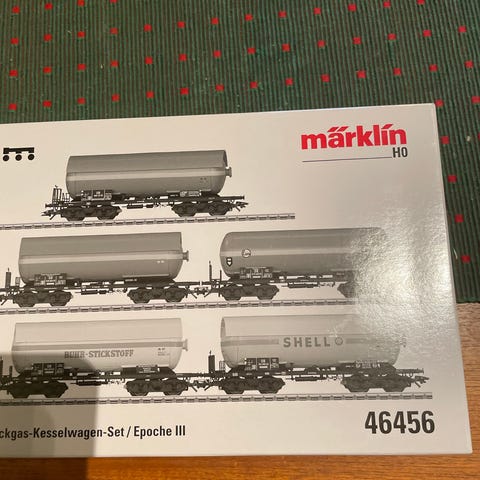 märklin
H0
RUHR-STICKSTOFF
SHELL
ckgas-Kesselwagen-Set / Epoche III
46456